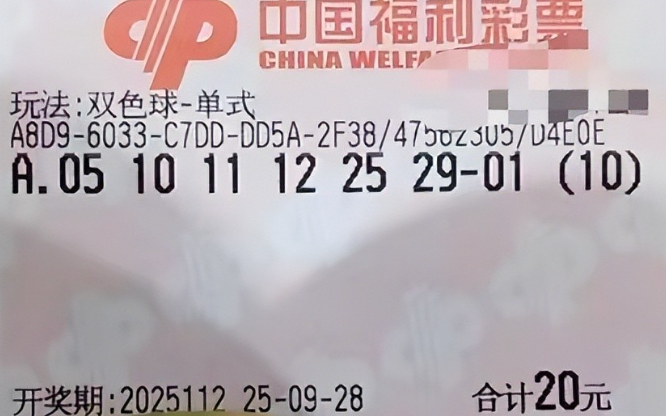 中国福利彩票
CHINA WELFA
玩法:双色球-单式
A8D9-6033-C7DD-DD5A-2F38/47562305/D4E0E
A.05 10 11 12 25 29-01 (10)
开奖期:2025112 25-09-28 合计20元